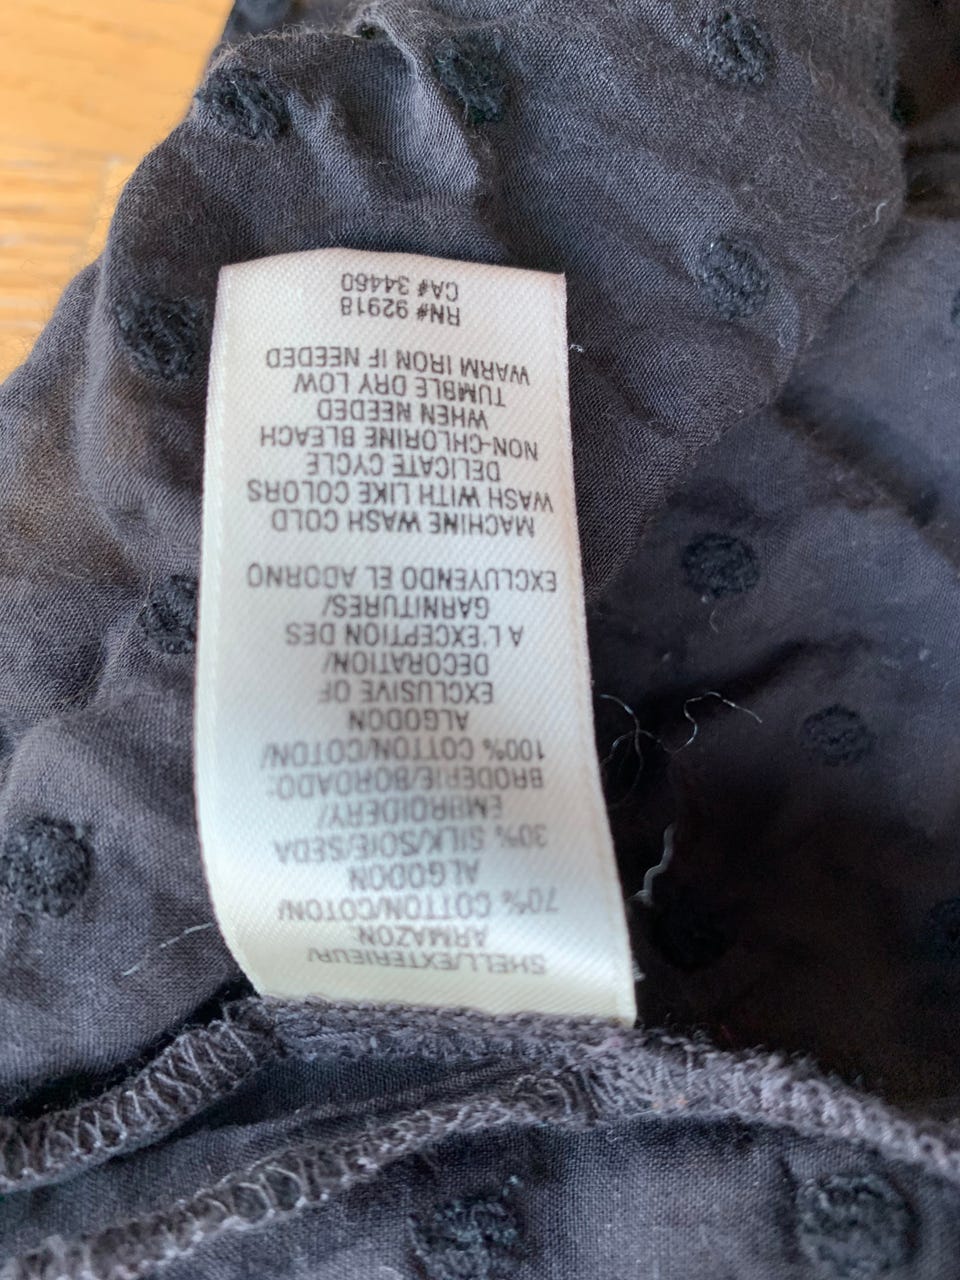 SHELL/EXTERIEUR/
ARMAZON:
70% COTTON/COTON/
ALGODON
30% SILK/SOIE/SEDA
EMBROIDERY/
BRODERIE/BORDADO:
100% COTTON/COTON/
ALGODON
EXCLUSIVE OF
DECORATION/
A L'EXCEPTION DES
GARNITURES/
EXCLUYENDO EL ADORNO
MACHINE WASH COLD
WASH WITH LIKE COLORS
DELICATE CYCLE
NON-CHLORINE BLEACH
WHEN NEEDED
TUMBLE DRY LOW
WARM IRON IF NEEDED
RN# 92918
CA# 34460